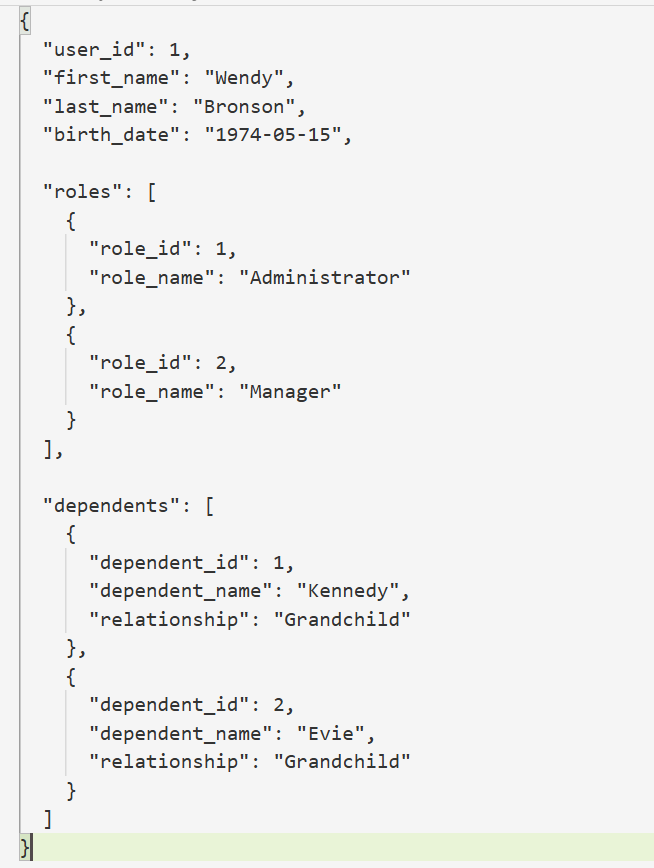 {
"user_id": 1,
"first_name": "Wendy",
"last_name": "Bronson",
"birth_date": "1974-05-15",
"roles": [
{
"role_id": 1,
"role_name": "Administrator"
},
{
"role_id": 2,
"role_name": "Manager"
}
],
"dependents": [
{
"dependent_id": 1,
"dependent_name": "Kennedy",
"relationship": "Grandchild"
},
{
"dependent_id": 2,
"dependent_name": "Evie",
"relationship": "Grandchild"
}
]
}